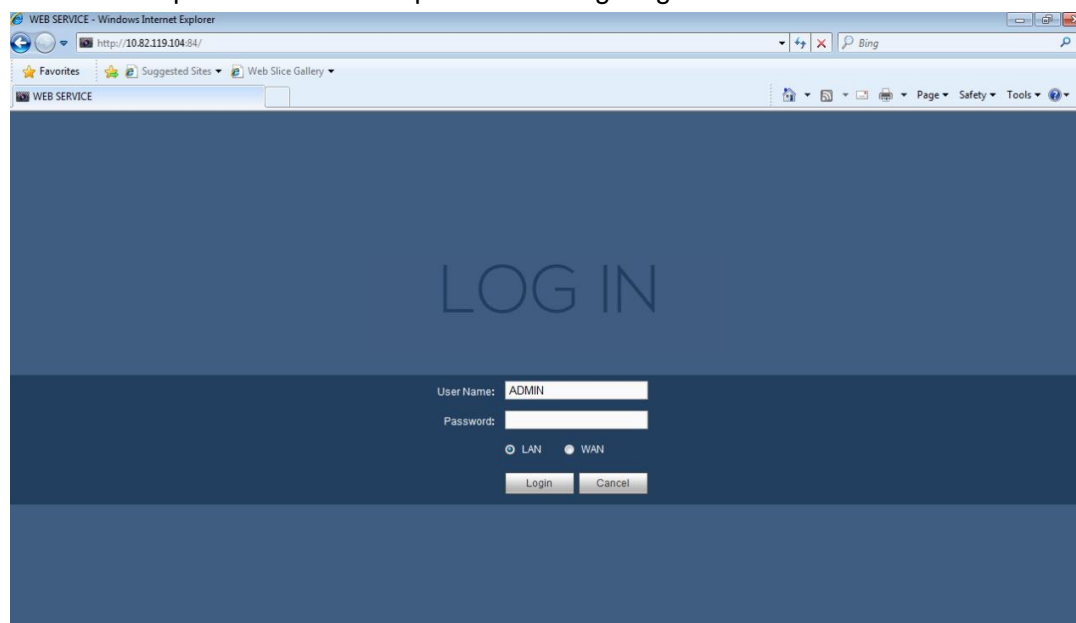 WEB SERVICE - Windows Internet Explorer
http://10.82.119.104:84/
Bing
Favorites Suggested Sites Web Slice Gallery
WEB SERVICE Page Safety Tools
LOG IN
User Name: ADMIN
Password:
LAN WAN
Login Cancel